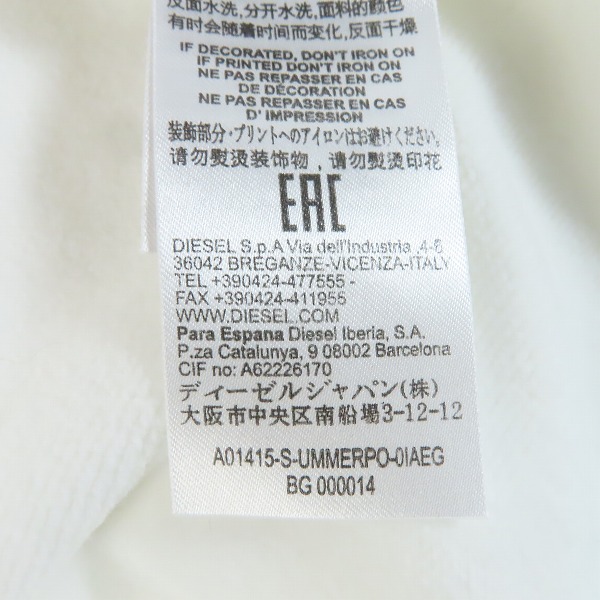 反面水洗，分开水洗，面料的颜色
有时会随着时间而变化，反面干燥
IF DECORATED, DON'T IRON ON
IF PRINTED DON'T IRON ON
NE PAS REPASSER EN CAS
DE DÉCORATION
NE PAS REPASSER EN CAS
D' IMPRESSION
装飾部分・プリントへのアイロンはお避けください。
请勿熨烫装饰物，请勿熨烫印花
EAC
DIESEL S.p.A Via dell'Industria ,4-6
36042 BREGANZE-VICENZA-ITALY
TEL +390424-477555 -
FAX +390424-411955
WWW.DIESEL.COM
Para Espana Diesel Iberia, S.A.
P.za Catalunya, 9 08002 Barcelona
CIF no: A62226170
ディーゼルジャパン(株)
大阪市中央区南船場3-12-12
A01415-S-UMMERPO-0IAEG
BG 000014